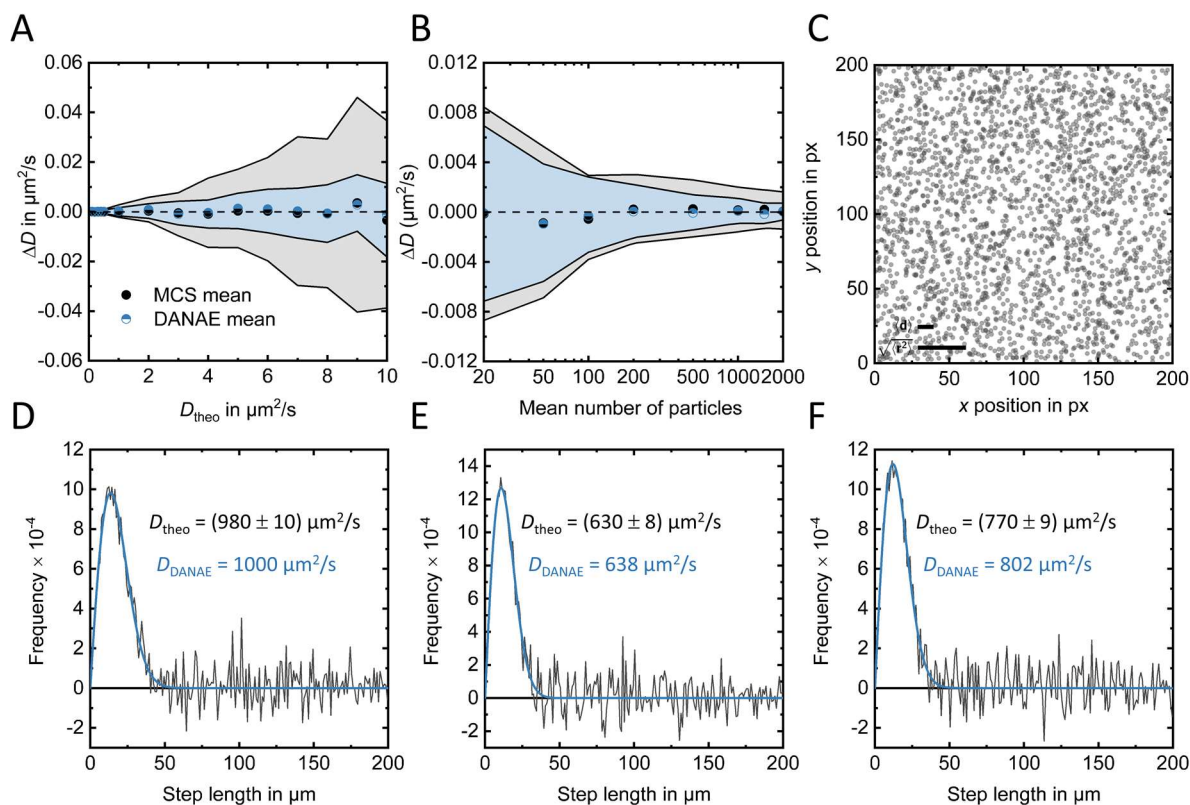 A
0.06
0.04
0.02
0.00
-0.02
-0.04
-0.06
ΔD in µm²/s
MCS mean
DANAE mean
0 2 4 6 8 10
D_theo in µm²/s
B
0.012
0.008
0.004
0.000
-0.004
-0.008
-0.012
ΔD (µm²/s)
20 50 100 200 500 1000 2000
Mean number of particles
C
200
150
100
50
0
y position in px
⟨d⟩
√⟨r²⟩
0 50 100 150 200
x position in px
D
12
10
8
6
4
2
0
-2
Frequency × 10⁻⁴
D_theo = (980 ± 10) µm²/s
D_DANAE = 1000 µm²/s
0 50 100 150 200
Step length in µm
E
14
12
10
8
6
4
2
0
-2
Frequency × 10⁻⁴
D_theo = (630 ± 8) µm²/s
D_DANAE = 638 µm²/s
0 50 100 150 200
Step length in µm
F
12
10
8
6
4
2
0
-2
Frequency × 10⁻⁴
D_theo = (770 ± 9) µm²/s
D_DANAE = 802 µm²/s
0 50 100 150 200
Step length in µm